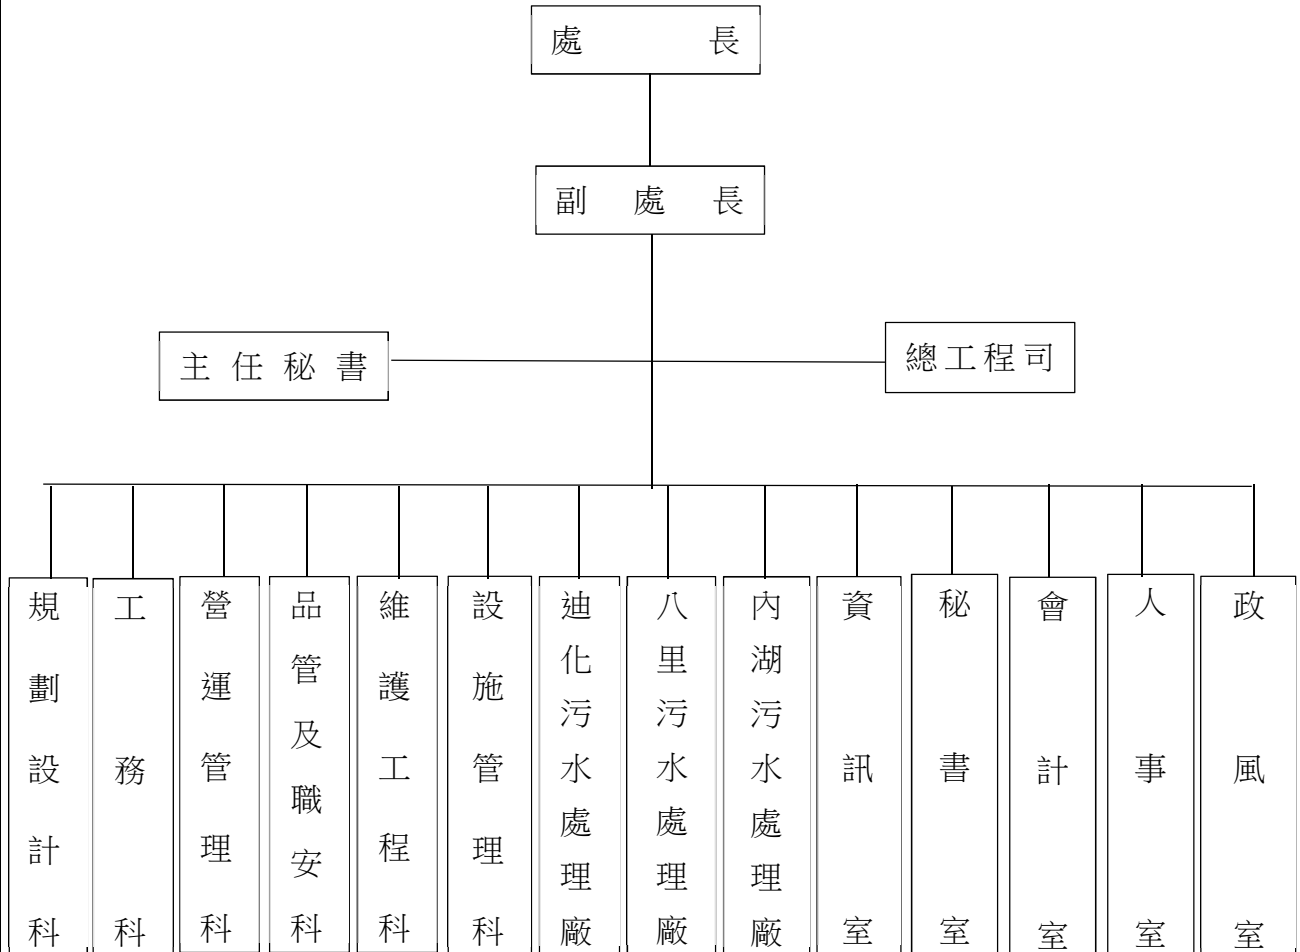 處長
副處長
主任秘書
總工程司
規劃設計科
工務科
營運管理科
品管及職安科
維護工程科
設施管理科
迪化污水處理廠
八里污水處理廠
內湖污水處理廠
資訊室
秘書室
會計室
人事室
政風室